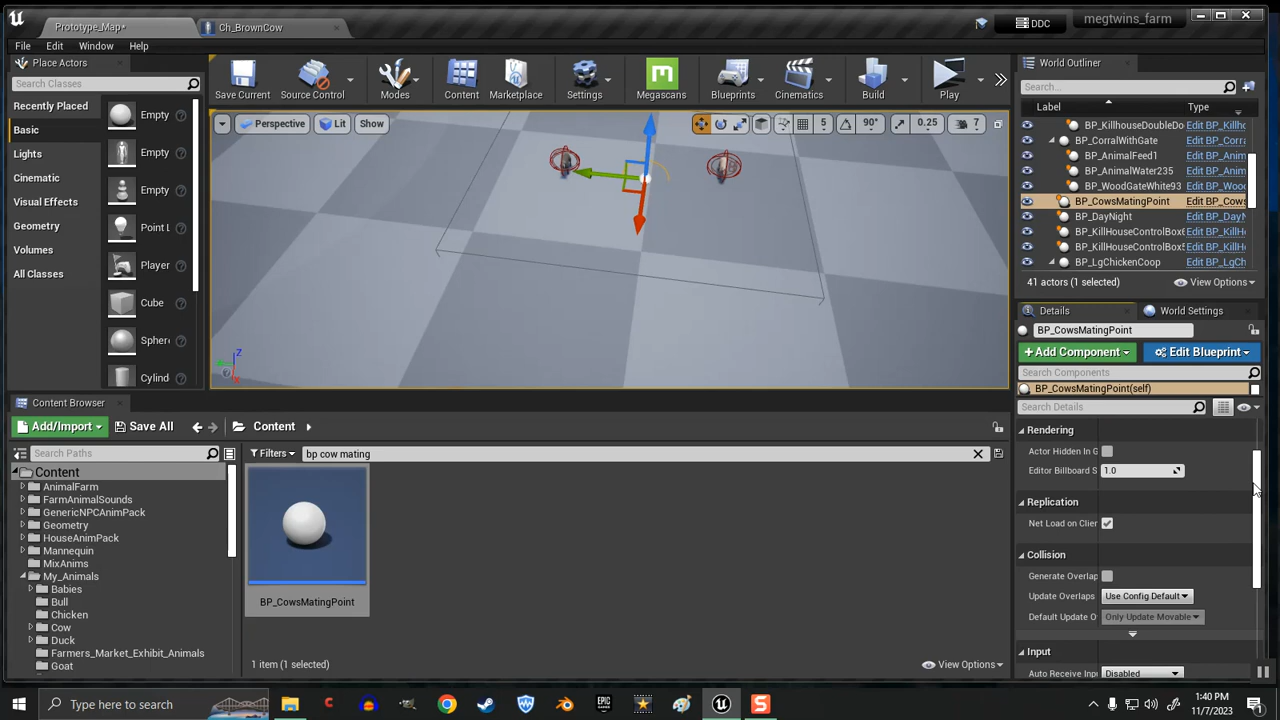 Prototype_Map*
Ch_BrownCow
DDC
megtwins_farm
File
Edit
Window
Help
Place Actors
Search Classes
Recently Placed
Basic
Lights
Cinematic
Visual Effects
Geometry
Volumes
All Classes
Empty
Empty
Empty
Point L
Player
Cube
Spher
Cylind
Save Current
Source Control
Modes
Content
Marketplace
Settings
Megascans
Blueprints
Cinematics
Build
Play
Perspective
Lit
Show
5
90°
0.25
7
World Outliner
Search...
Label
Type
BP_KillhouseDoubleDo
Edit BP_Killho
BP_CorralWithGate
Edit BP_Corra
BP_AnimalFeed1
Edit BP_Anim
BP_AnimalWater235
Edit BP_Anim
BP_WoodGateWhite93
Edit BP_Wood
BP_CowsMatingPoint
Edit BP_Cows
BP_DayNight
Edit BP_DayN
BP_KillHouseControlBox
Edit BP_KillH
BP_KillHouseControlBox5
Edit BP_KillH
BP_LgChickenCoop
Edit BP_LgCh
41 actors (1 selected)
View Options
Details
World Settings
BP_CowsMatingPoint
+Add Component
Edit Blueprint
Search Components
BP_CowsMatingPoint(self)
Search Details
Rendering
Actor Hidden In G
Editor Billboard S
1.0
Replication
Net Load on Clier
Collision
Generate Overlap
Update Overlaps
Use Config Default
Default Update O
Only Update Movable
Input
Auto Receive Inpu
Disabled
Content Browser
Add/Import
Save All
Content
Search Paths
Filters
bp cow mating
Content
AnimalFarm
FarmAnimalSounds
GenericNPCAnimPack
Geometry
HouseAnimPack
Mannequin
MixAnims
My_Animals
Babies
Bull
Chicken
Cow
Duck
Farmers_Market_Exhibit_Animals
Goat
BP_CowsMatingPoint
1 item (1 selected)
View Options
Type here to search
1:40 PM
11/7/2023